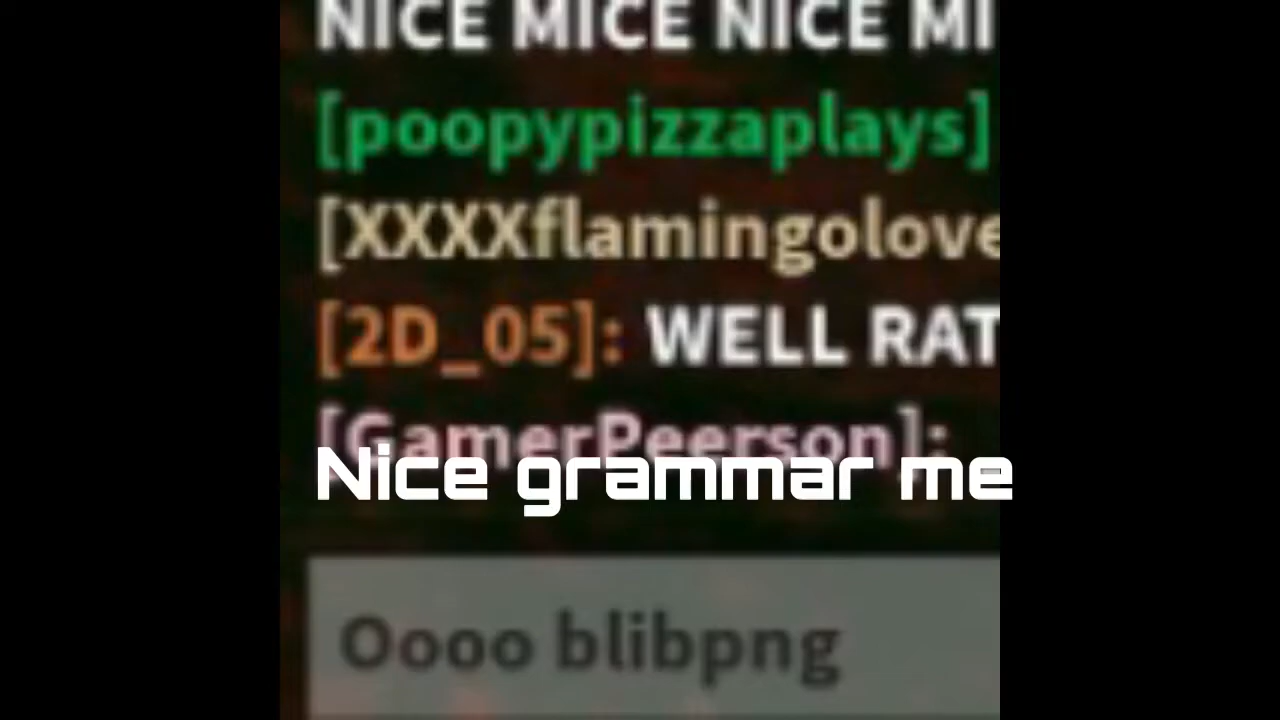 NICE MICE NICE MI
[poopypizzaplays]
[XXXXflamingolove
[2D_05]: WELL RAT
[GamerPeerson]:
Nice grammar me
Oooo blibpng